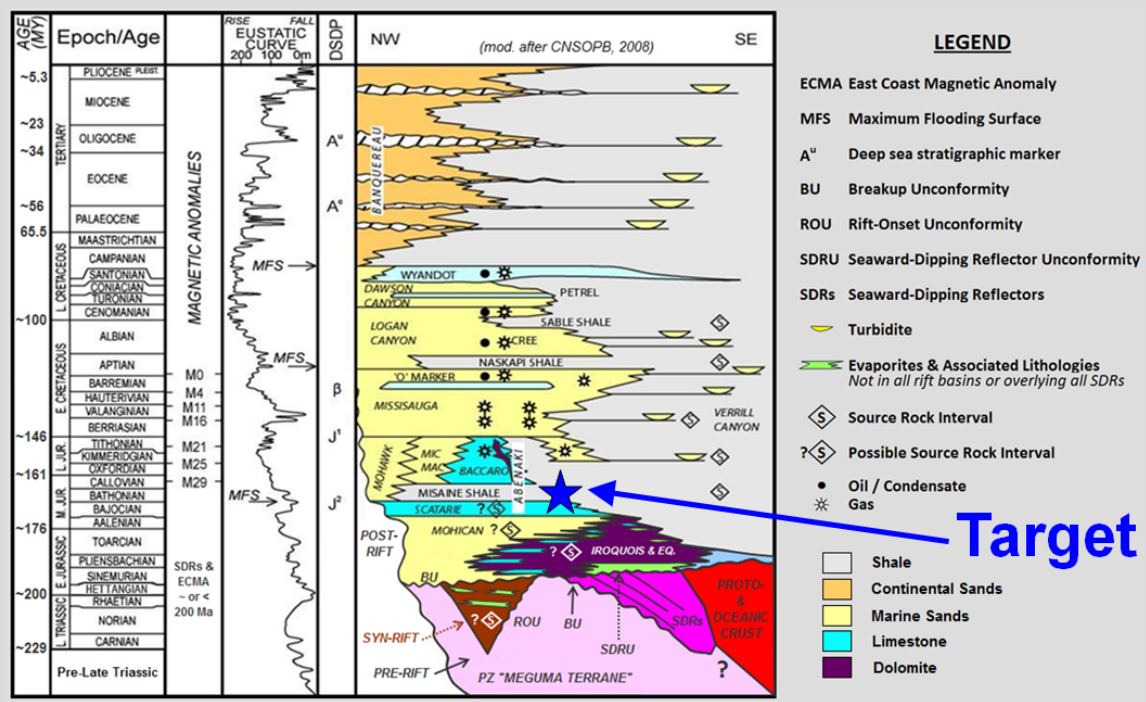 AGE (MY)
Epoch/Age
MAGNETIC ANOMALIES
RISE FALL
EUSTATIC
CURVE
200 100 0m
DSDP
NW
(mod. after CNSOPB, 2008)
SE
~5.3
~23
~34
~56
65.5
~100
~146
~161
~176
~200
~229
TERTIARY
L. CRETACEOUS
E. CRETACEOUS
L. JUR.
M. JUR.
E. JURASSIC
L. TRIASSIC
PLIOCENE PLEIST.
MIOCENE
OLIGOCENE
EOCENE
PALAEOCENE
MAASTRICHTIAN
CAMPANIAN
SANTONIAN
CONIACIAN
TURONIAN
CENOMANIAN
ALBIAN
APTIAN
BARREMIAN
HAUTERIVIAN
VALANGINIAN
BERRIASIAN
TITHONIAN
KIMMERIDGIAN
OXFORDIAN
CALLOVIAN
BATHONIAN
BAJOCIAN
AALENIAN
TOARCIAN
PLIENSBACHIAN
SINEMURIAN
HETTANGIAN
RHAETIAN
NORIAN
CARNIAN
Pre-Late Triassic
M0
M4
M11
M16
M21
M25
M29
SDRs &
ECMA
~ or <
200 Ma
MFS
MFS
MFS
Aᵘ
Aᶜ
β
J¹
J²
BANQUEREAU
WYANDOT
DAWSON
CANYON
PETREL
SABLE SHALE
LOGAN
CANYON
CREE
NASKAPI SHALE
'O' MARKER
MISSISAUGA
VERRILL
CANYON
MOHAWK
MIC
MAC
BACCARO
ABENAKI
MISAINE SHALE
SCATARIE ? S
MOHICAN ? S
POST-
RIFT
? S IROQUOIS & EQ.
BU
? S
ROU
BU
SDRs
SDRU
SYN-RIFT
PRE-RIFT
PZ "MEGUMA TERRANE"
PROTO-
&
OCEANIC
CRUST
?
S
S
S
S
S
Target
LEGEND
ECMA East Coast Magnetic Anomaly
MFS Maximum Flooding Surface
Aᵘ Deep sea stratigraphic marker
BU Breakup Unconformity
ROU Rift-Onset Unconformity
SDRU Seaward-Dipping Reflector Unconformity
SDRs Seaward-Dipping Reflectors
Turbidite
Evaporites & Associated Lithologies
Not in all rift basins or overlying all SDRs
S Source Rock Interval
?S Possible Source Rock Interval
Oil / Condensate
Gas
Shale
Continental Sands
Marine Sands
Limestone
Dolomite